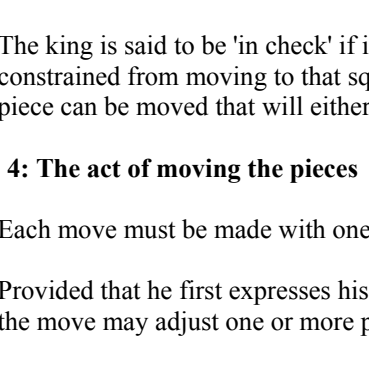 The king is said to be 'in check' if
constrained from moving to that
piece can be moved that will either
4: The act of moving the pieces
Each move must be made with one
Provided that he first expresses his
the move may adjust one or more